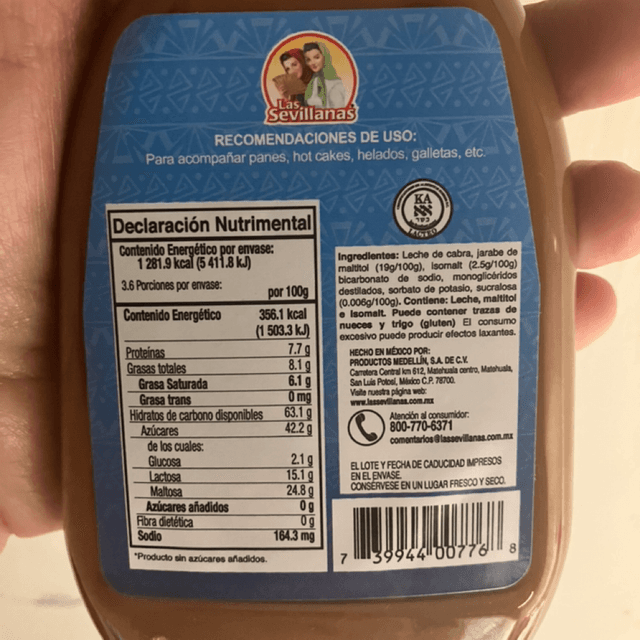 Las
Sevillanas
RECOMENDACIONES DE USO:
Para acompañar panes, hot cakes, helados, galletas, etc.
Declaración Nutrimental
Contenido Energético por envase:
1 281.9 kcal (5 411.8 kJ)
3.6 Porciones por envase:
por 100g
Contenido Energético 356.1 kcal
(1 503.3 kJ)
Proteínas 7.7 g
Grasas totales 8.1 g
Grasa Saturada 6.1 g
Grasa trans 0 mg
Hidratos de carbono disponibles 63.1 g
Azúcares 42.2 g
de los cuales:
Glucosa 2.1 g
Lactosa 15.1 g
Maltosa 24.8 g
Azúcares añadidos 0 g
Fibra dietética 0 g
Sodio 164.3 mg
*Producto sin azúcares añadidos.
KA
כשר
LACTEO
Ingredientes: Leche de cabra, jarabe de
maltitol (19g/100g), isomalt (2.5g/100g)
bicarbonato de sodio, monoglicéridos
destilados, sorbato de potasio, sucralosa
(0.006g/100g). Contiene: Leche, maltitol
e Isomalt. Puede contener trazas de
nueces y trigo (gluten) El consumo
excesivo puede producir efectos laxantes.
HECHO EN MÉXICO POR:
PRODUCTOS MEDELLÍN, S.A. DE C.V.
Carretera Central km 612, Matehuala centro, Matehuala,
San Luis Potosí, México C.P. 78700.
Visite nuestra página web:
www.lassevillanas.com.mx
Atención al consumidor:
800-770-6371
comentarios@lassevillanas.com.mx
EL LOTE Y FECHA DE CADUCIDAD IMPRESOS
EN EL ENVASE.
CONSÉRVESE EN UN LUGAR FRESCO Y SECO.
7 39944 00776 8